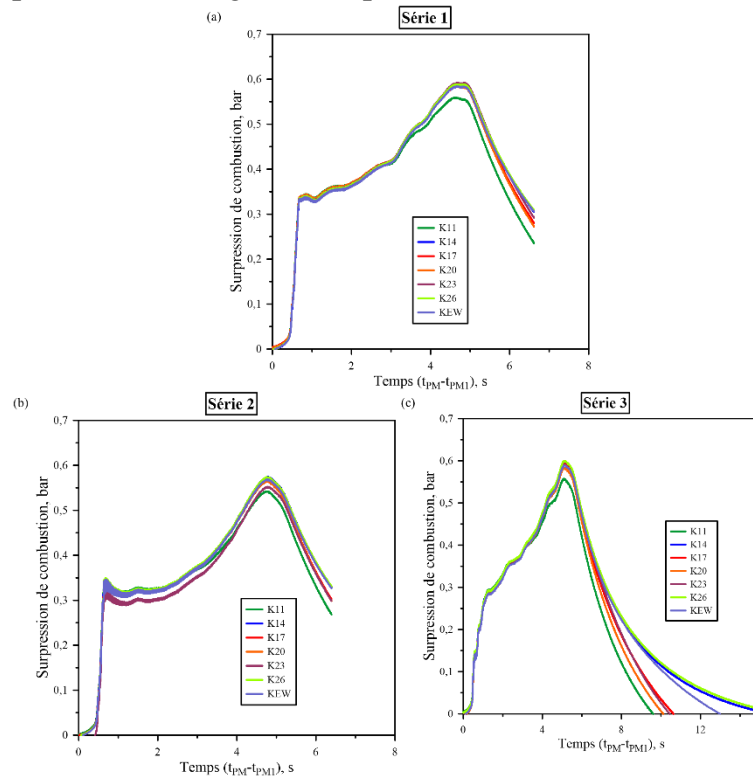 (a)
Série 1
0,7
0,6
0,5
0,4
0,3
0,2
0,1
0
Surpression de combustion, bar
K11
K14
K17
K20
K23
K26
KEW
0 2 4 6 8
Temps (tPM-tPM1), s
(b)
Série 2
0,7
0,6
0,5
0,4
0,3
0,2
0,1
0
Surpression de combustion, bar
K11
K14
K17
K20
K23
K26
KEW
0 2 4 6 8
Temps (tPM-tPM1), s
(c)
Série 3
0,7
0,6
0,5
0,4
0,3
0,2
0,1
0
Surpression de combustion, bar
K11
K14
K17
K20
K23
K26
KEW
0 4 8 12
Temps (tPM-tPM1), s